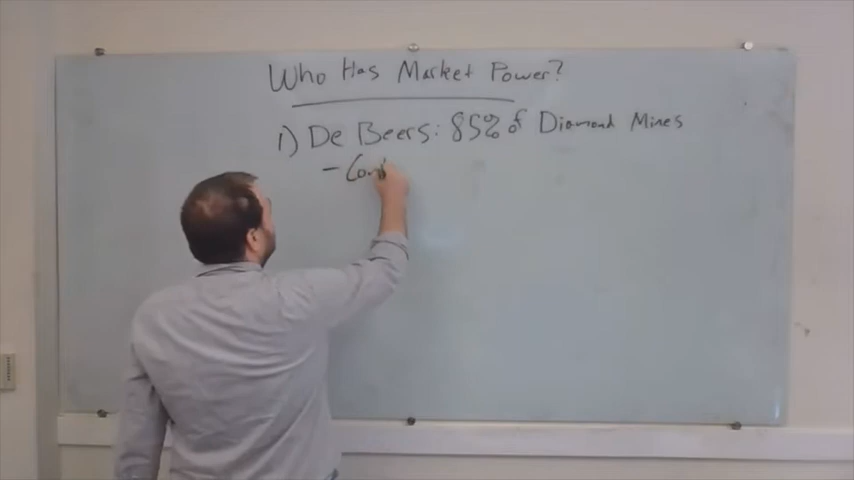 Who Has Market Power?
1) De Beers: 85% of Diamond Mines
-